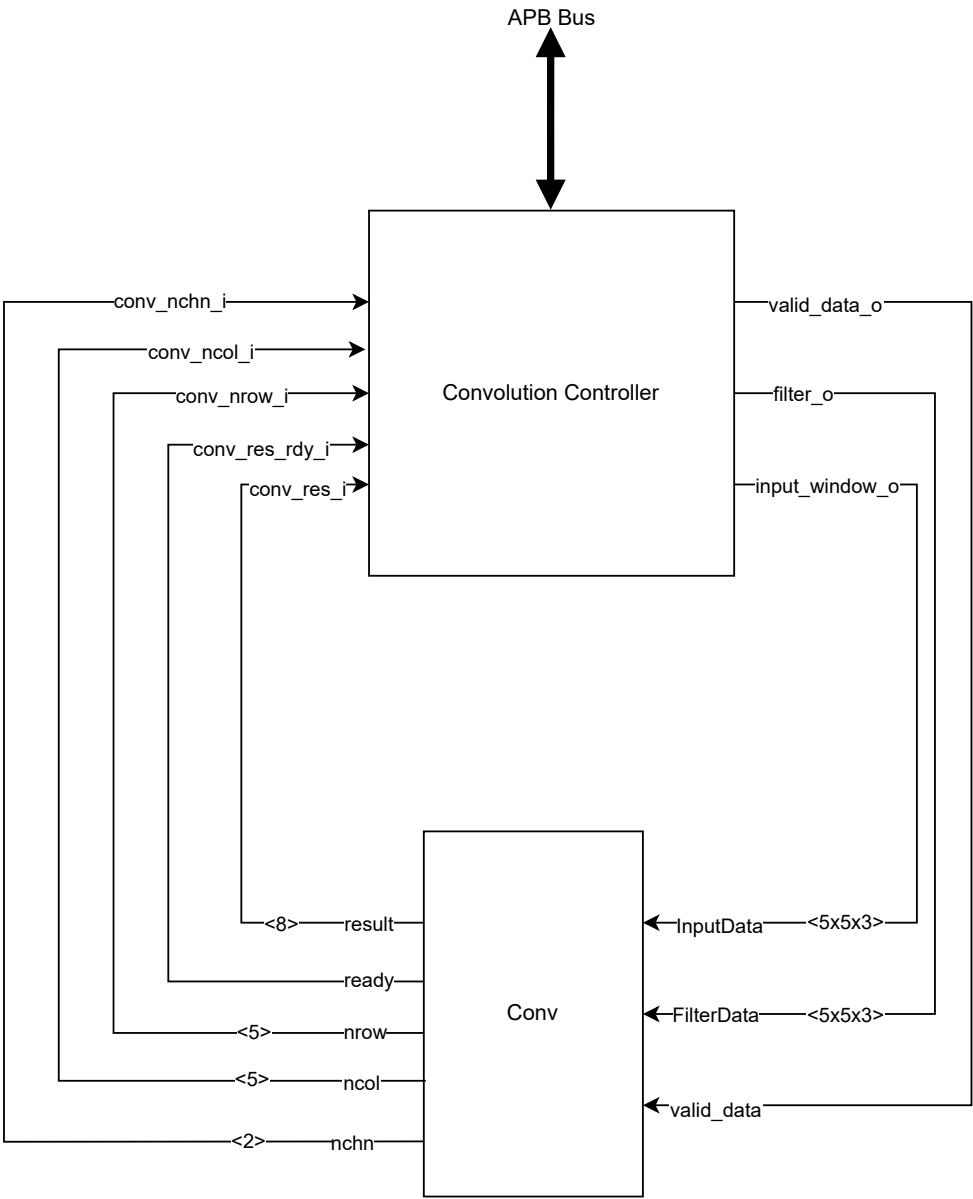 APB Bus
conv_nchn_i
valid_data_o
conv_ncol_i
Convolution Controller
conv_nrow_i
filter_o
conv_res_rdy_i
conv_res_i
input_window_o
<8>
result
InputData
<5x5x3>
ready
Conv
FilterData
<5x5x3>
<5>
nrow
<5>
ncol
valid_data
<2>
nchn